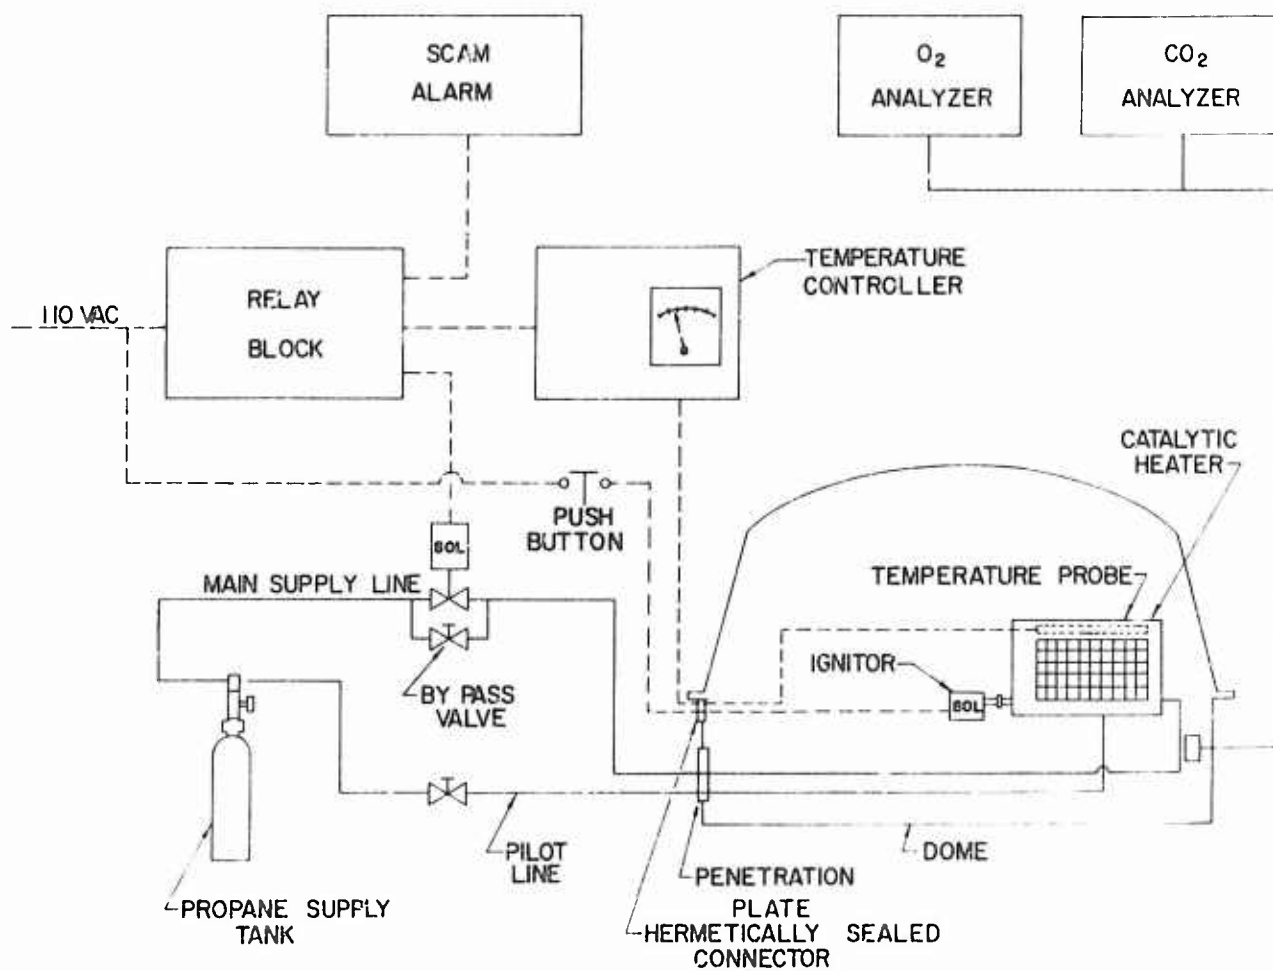 SCAM
ALARM
O2
ANALYZER
CO2
ANALYZER
TEMPERATURE
CONTROLLER
RELAY
BLOCK
110 VAC
CATALYTIC
HEATER
PUSH
BUTTON
SOL
MAIN SUPPLY LINE
TEMPERATURE PROBE
IGNITOR
SOL
BY PASS
VALVE
PILOT
LINE
DOME
PENETRATION
PLATE
PROPANE SUPPLY
TANK
HERMETICALLY SEALED
CONNECTOR